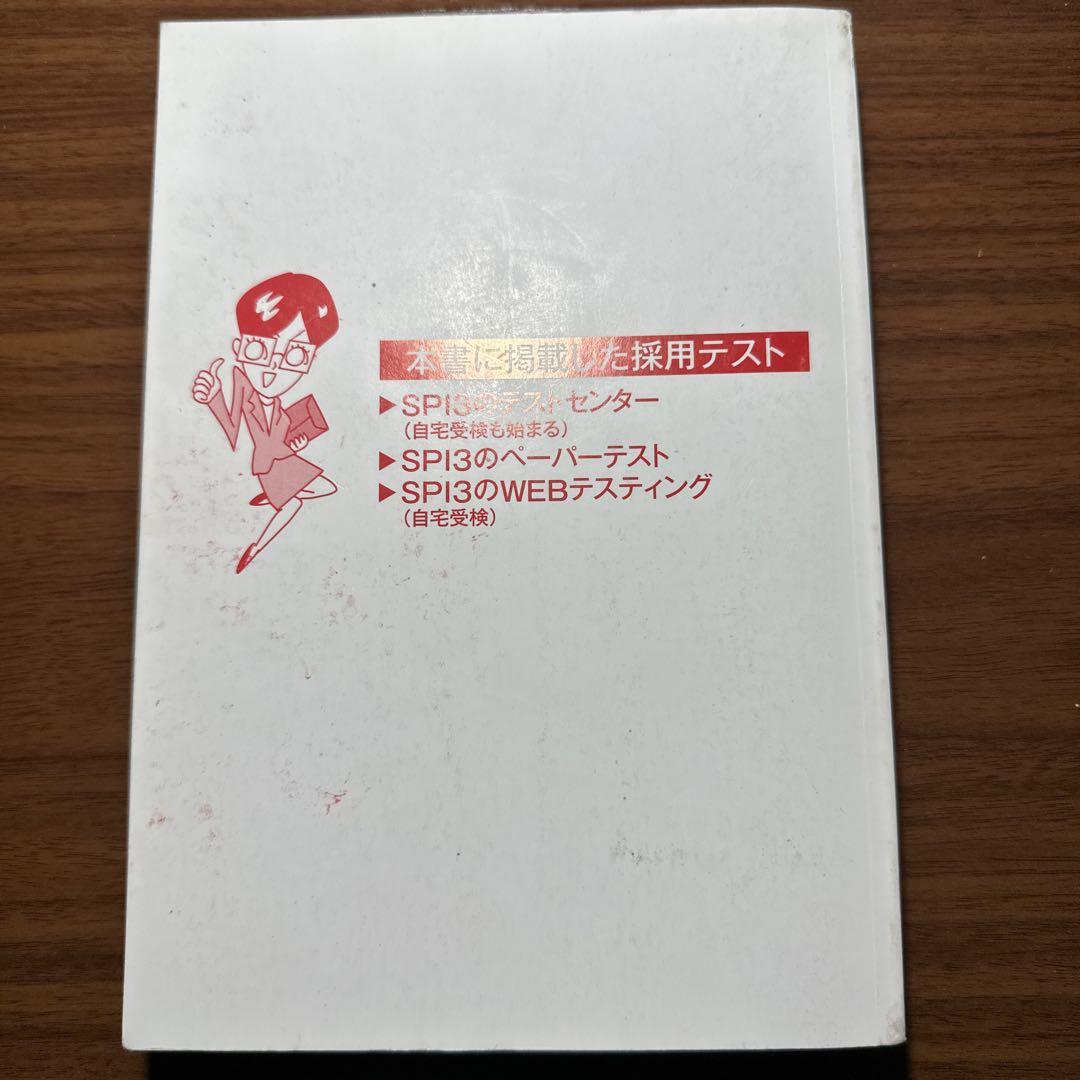 本書に掲載した採用テスト
▶SPI3のテストセンター
（自宅受検も始まる）
▶SPI3のペーパーテスト
▶SPI3のWEBテスティング
（自宅受検）